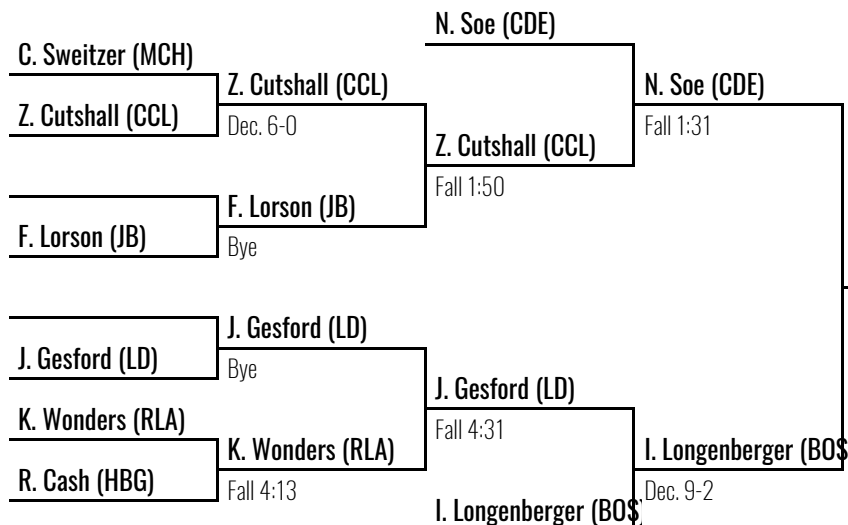 N. Soe (CDE)
C. Sweitzer (MCH)
Z. Cutshall (CCL)
N. Soe (CDE)
Z. Cutshall (CCL)
Dec. 6-0
Fall 1:31
Z. Cutshall (CCL)
Fall 1:50
F. Lorson (JB)
F. Lorson (JB)
Bye
J. Gesford (LD)
J. Gesford (LD)
Bye
J. Gesford (LD)
K. Wonders (RLA)
Fall 4:31
K. Wonders (RLA)
I. Longenberger (BOS
R. Cash (HBG)
Fall 4:13
Dec. 9-2
I. Longenberger (BOS)